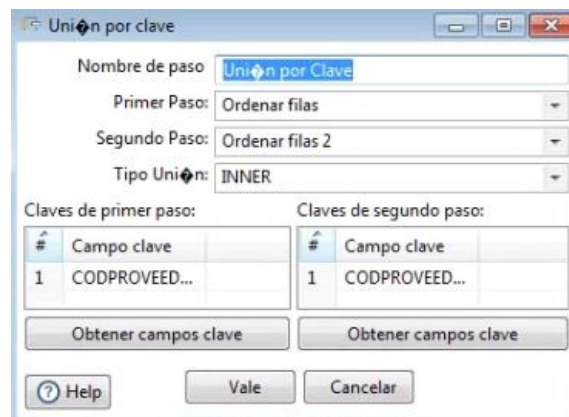 Uni�n por clave
Nombre de paso Uni�n por Clave
Primer Paso: Ordenar filas
Segundo Paso: Ordenar filas 2
Tipo Uni�n: INNER
Claves de primer paso: Claves de segundo paso:
# Campo clave # Campo clave
1 CODPROVEED... 1 CODPROVEED...
Obtener campos clave Obtener campos clave
Help Vale Cancelar